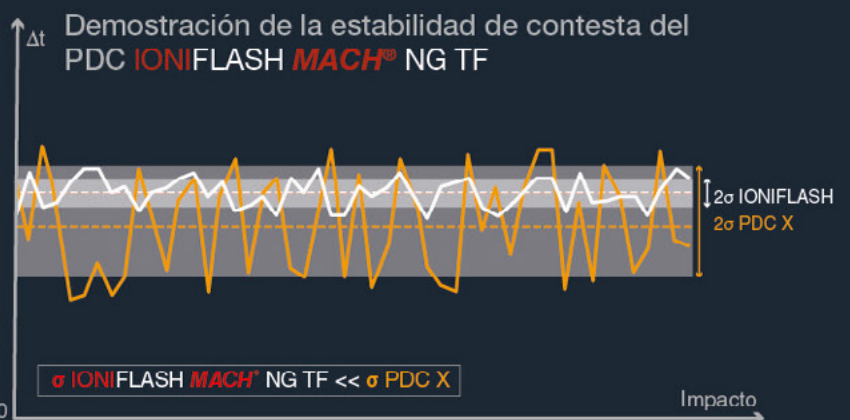 Δt
Demostración de la estabilidad de contesta del
PDC IONIFLASH MACH® NG TF
2σ IONIFLASH
2σ PDC X
σ IONIFLASH MACH® NG TF << σ PDC X
Impacto
0